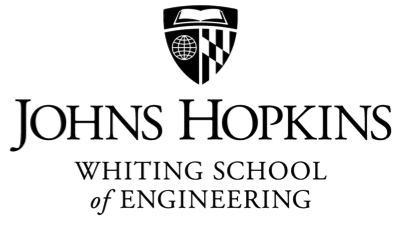 JOHNS HOPKINS
WHITING SCHOOL
of ENGINEERING